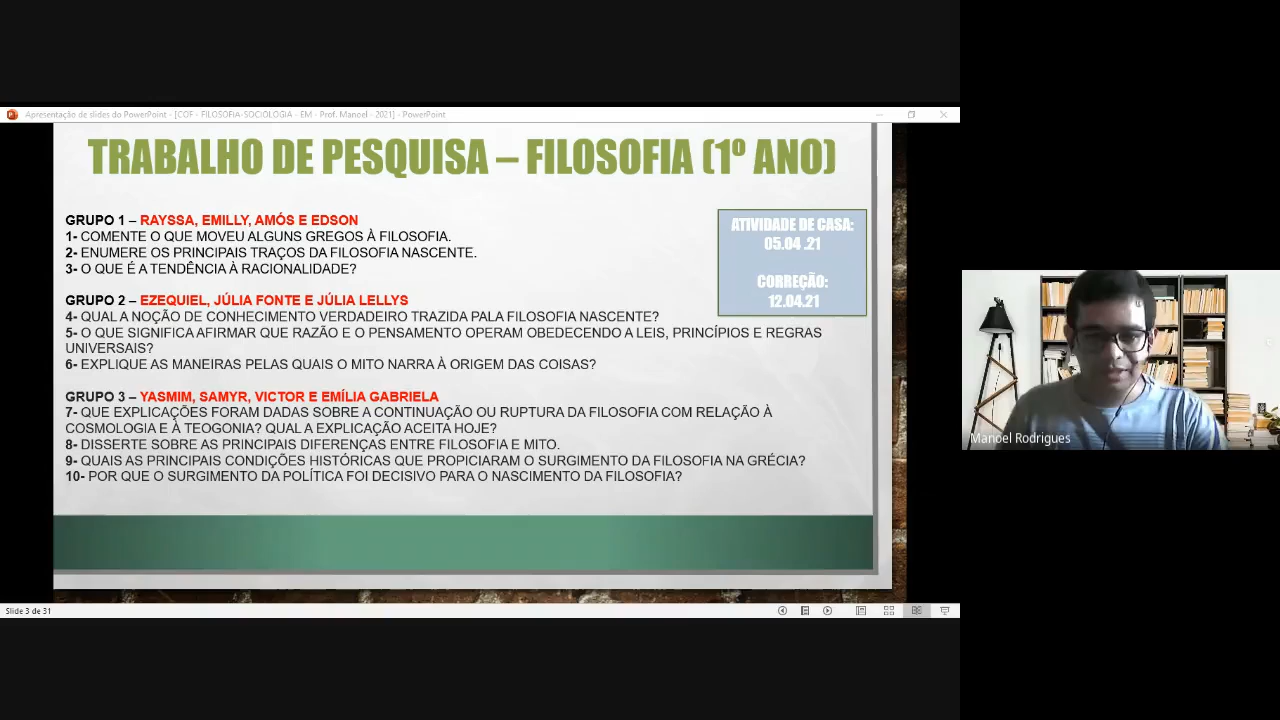 Apresentação de slides do PowerPoint - [COF - FILOSOFIA-SOCIOLOGIA - EM - Prof. Manoel - 2021] - PowerPoint
TRABALHO DE PESQUISA – FILOSOFIA (1º ANO)
GRUPO 1 – RAYSSA, EMILLY, AMÓS E EDSON
1- COMENTE O QUE MOVEU ALGUNS GREGOS À FILOSOFIA.
2- ENUMERE OS PRINCIPAIS TRAÇOS DA FILOSOFIA NASCENTE.
3- O QUE É A TENDÊNCIA À RACIONALIDADE?
ATIVIDADE DE CASA:
05.04 .21
CORREÇÃO:
12.04.21
GRUPO 2 – EZEQUIEL, JÚLIA FONTE E JÚLIA LELLYS
4- QUAL A NOÇÃO DE CONHECIMENTO VERDADEIRO TRAZIDA PALA FILOSOFIA NASCENTE?
5- O QUE SIGNIFICA AFIRMAR QUE RAZÃO E O PENSAMENTO OPERAM OBEDECENDO A LEIS, PRINCÍPIOS E REGRAS
UNIVERSAIS?
6- EXPLIQUE AS MANEIRAS PELAS QUAIS O MITO NARRA À ORIGEM DAS COISAS?
GRUPO 3 – YASMIM, SAMYR, VICTOR E EMÍLIA GABRIELA
7- QUE EXPLICAÇÕES FORAM DADAS SOBRE A CONTINUAÇÃO OU RUPTURA DA FILOSOFIA COM RELAÇÃO À
COSMOLOGIA E À TEOGONIA? QUAL A EXPLICAÇÃO ACEITA HOJE?
8- DISSERTE SOBRE AS PRINCIPAIS DIFERENÇAS ENTRE FILOSOFIA E MITO.
9- QUAIS AS PRINCIPAIS CONDIÇÕES HISTÓRICAS QUE PROPICIARAM O SURGIMENTO DA FILOSOFIA NA GRÉCIA?
10- POR QUE O SURGIMENTO DA POLÍTICA FOI DECISIVO PARA O NASCIMENTO DA FILOSOFIA?
Slide 3 de 31
Manoel Rodrigues